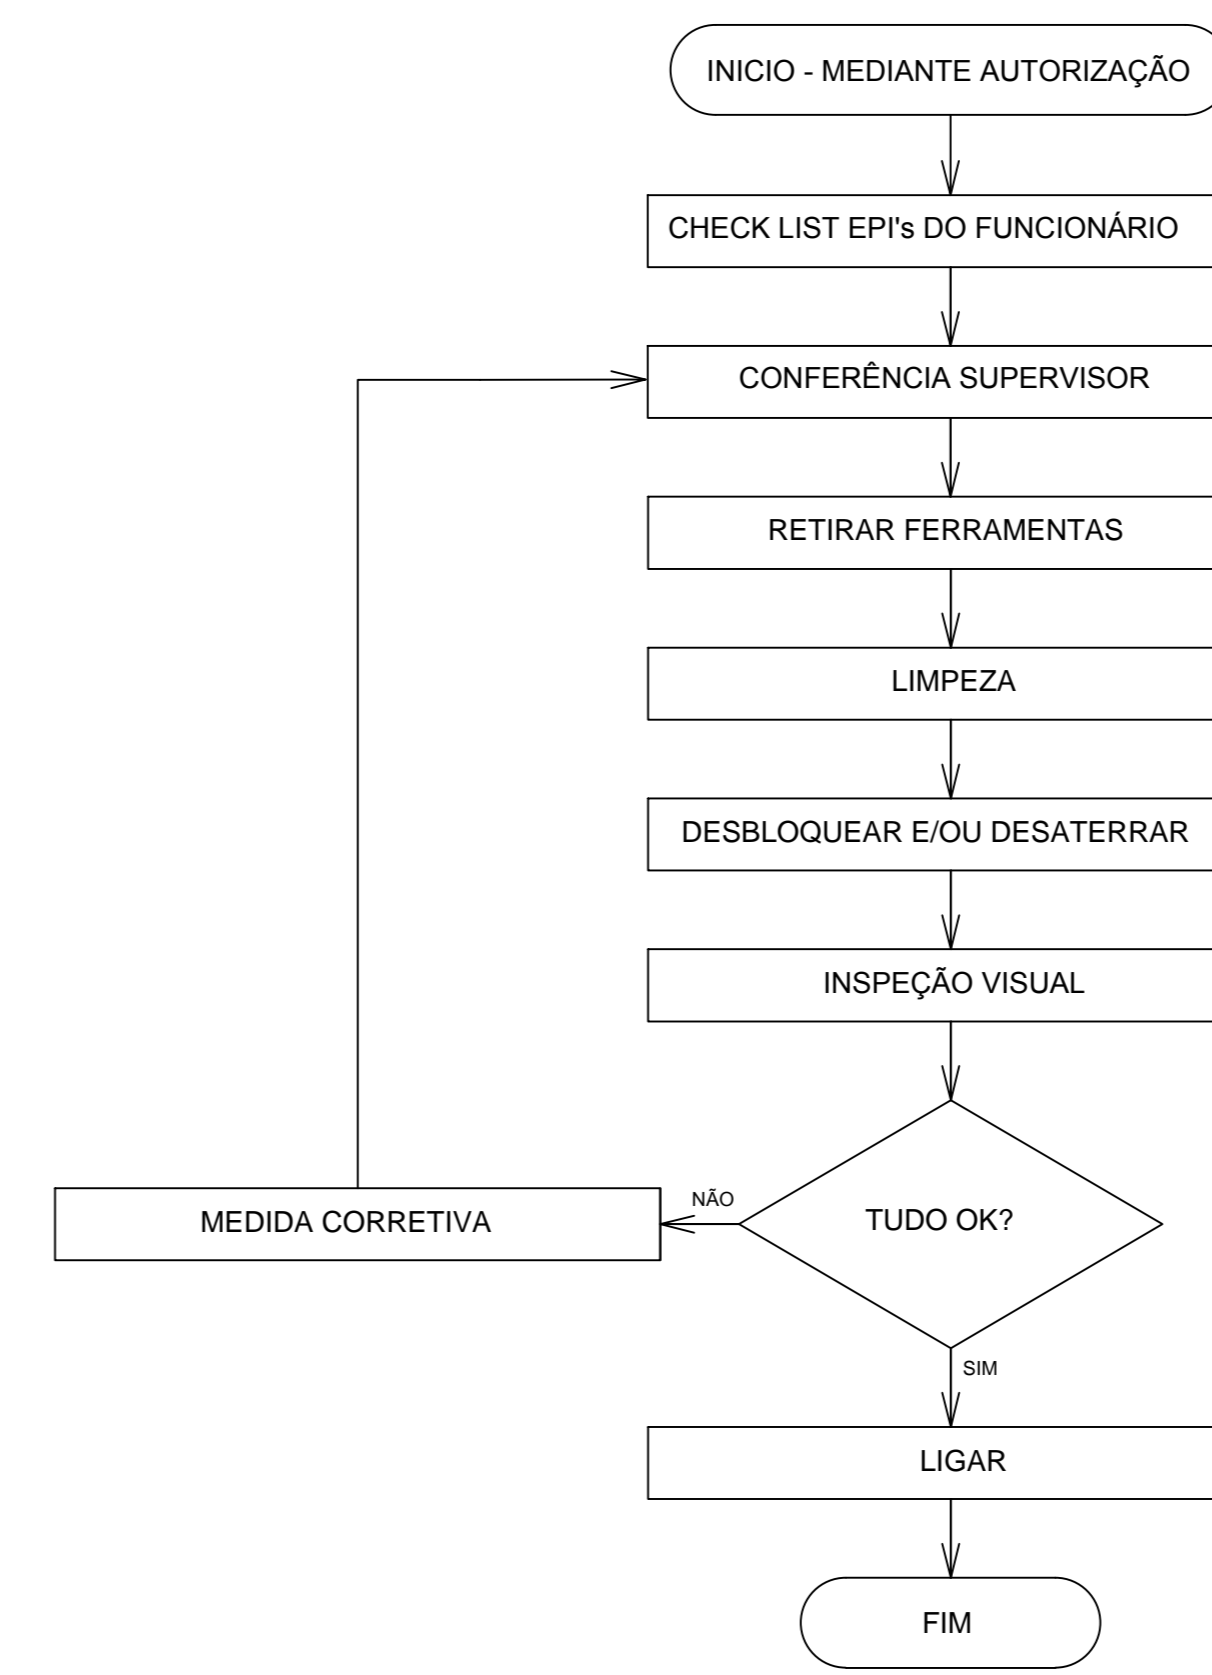 INICIO - MEDIANTE AUTORIZAÇÃO
CHECK LIST EPI's DO FUNCIONÁRIO
CONFERÊNCIA SUPERVISOR
RETIRAR FERRAMENTAS
LIMPEZA
DESBLOQUEAR E/OU DESATERRAR
INSPEÇÃO VISUAL
TUDO OK?
NÃO
MEDIDA CORRETIVA
SIM
LIGAR
FIM